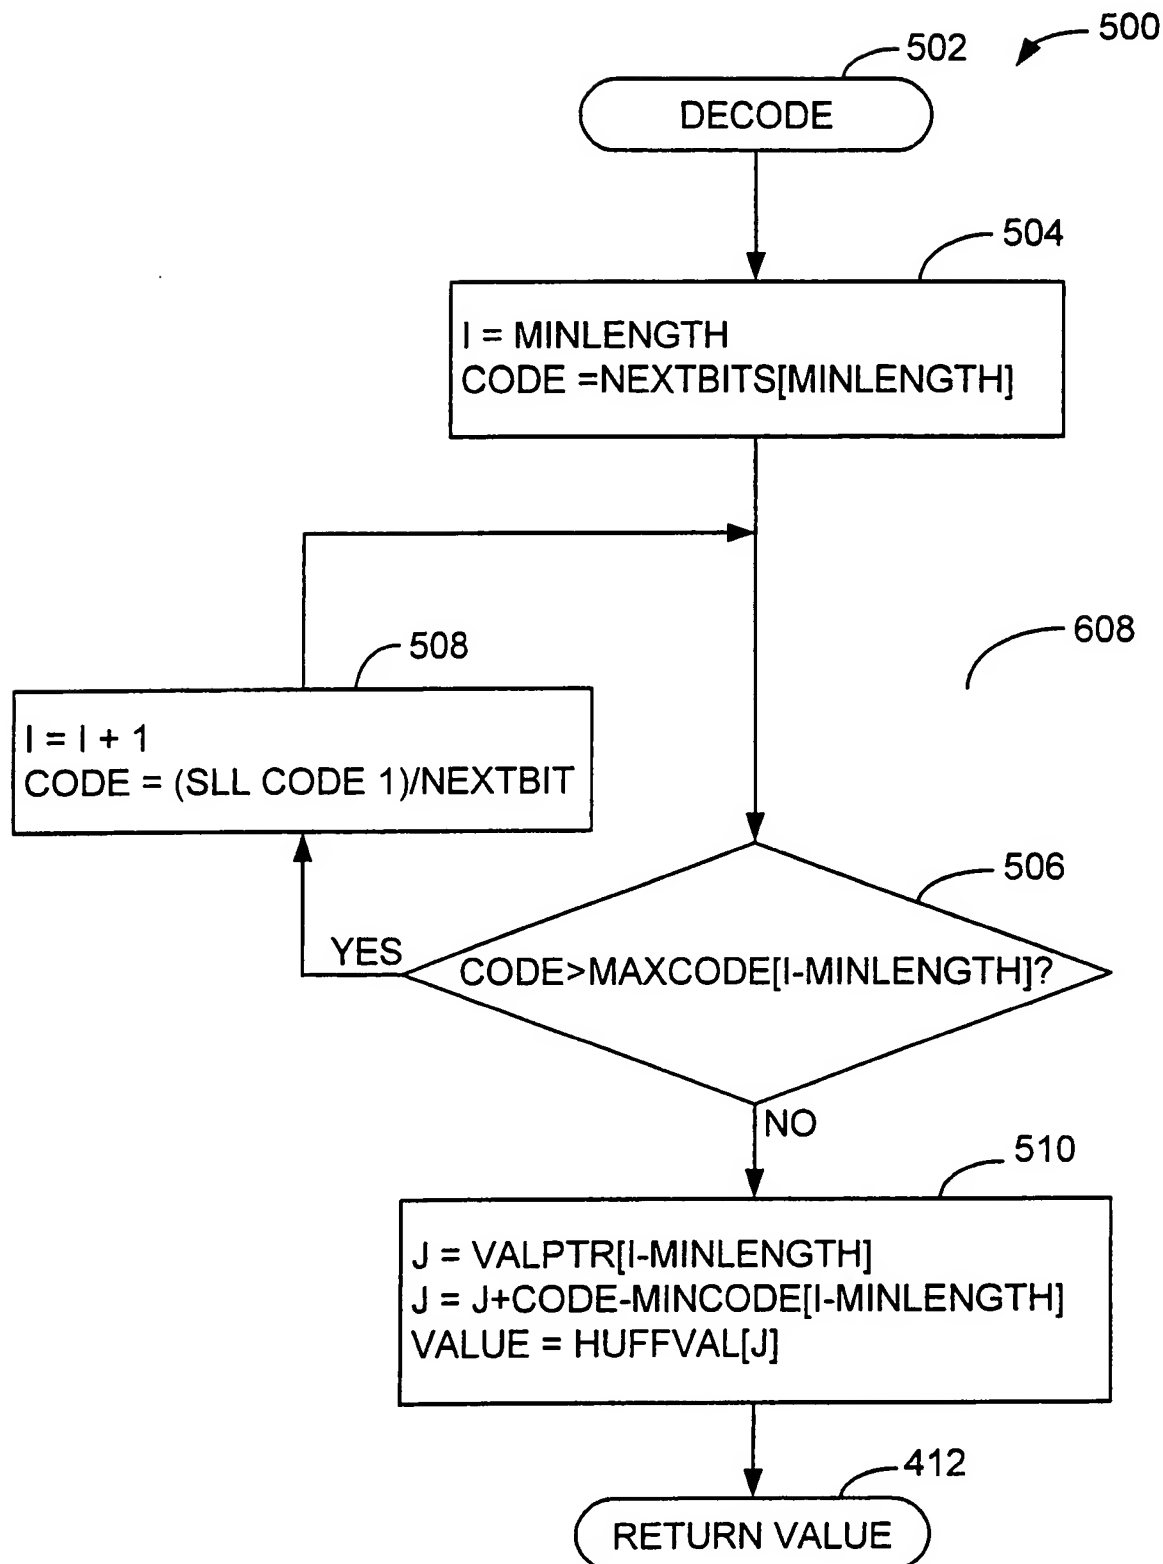 500
502
DECODE
504
I = MINLENGTH
CODE =NEXTBITS[MINLENGTH]
608
508
I = I + 1
CODE = (SLL CODE 1)/NEXTBIT
506
YES
CODE>MAXCODE[I-MINLENGTH]?
NO
510
J = VALPTR[I-MINLENGTH]
J = J+CODE-MINCODE[I-MINLENGTH]
VALUE = HUFFVAL[J]
412
RETURN VALUE